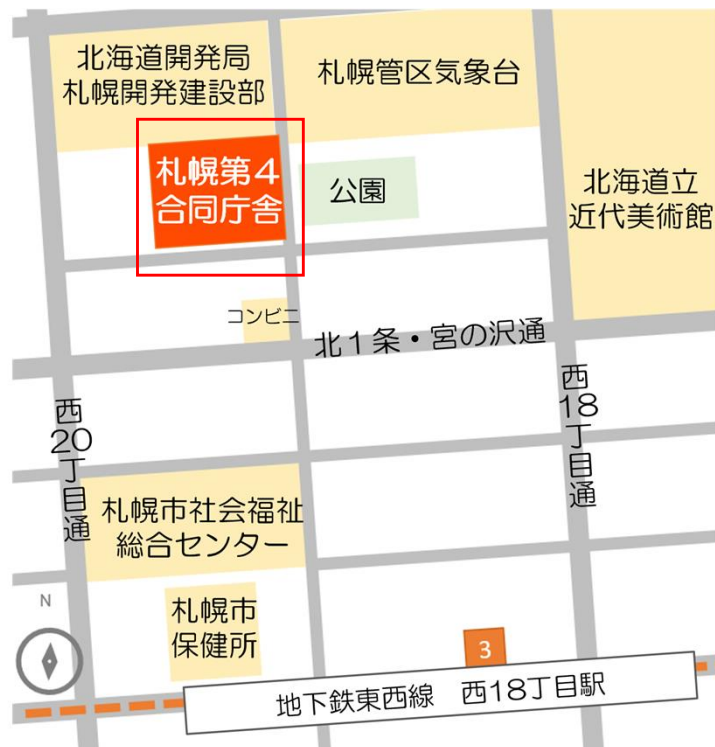 北海道開発局
札幌開発建設部
札幌管区気象台
札幌第4
合同庁舎
公園
北海道立
近代美術館
コンビニ
北1条・宮の沢通
西20丁目通
西18丁目通
札幌市社会福祉
総合センター
札幌市
保健所
N
3
地下鉄東西線 西18丁目駅